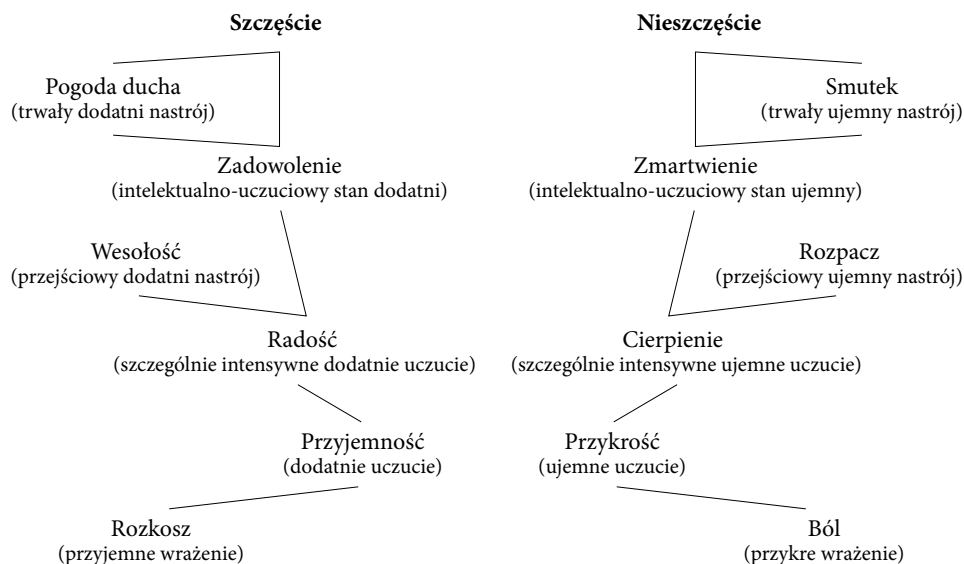 Szczęście
Nieszczęście
Pogoda ducha
(trwały dodatni nastrój)
Smutek
(trwały ujemny nastrój)
Zadowolenie
(intelektualno-uczuciowy stan dodatni)
Zmartwienie
(intelektualno-uczuciowy stan ujemny)
Wesołość
(przejściowy dodatni nastrój)
Rozpacz
(przejściowy ujemny nastrój)
Radość
(szczególnie intensywne dodatnie uczucie)
Cierpienie
(szczególnie intensywne ujemne uczucie)
Przyjemność
(dodatnie uczucie)
Przykrość
(ujemne uczucie)
Rozkosz
(przyjemne wrażenie)
Ból
(przykre wrażenie)